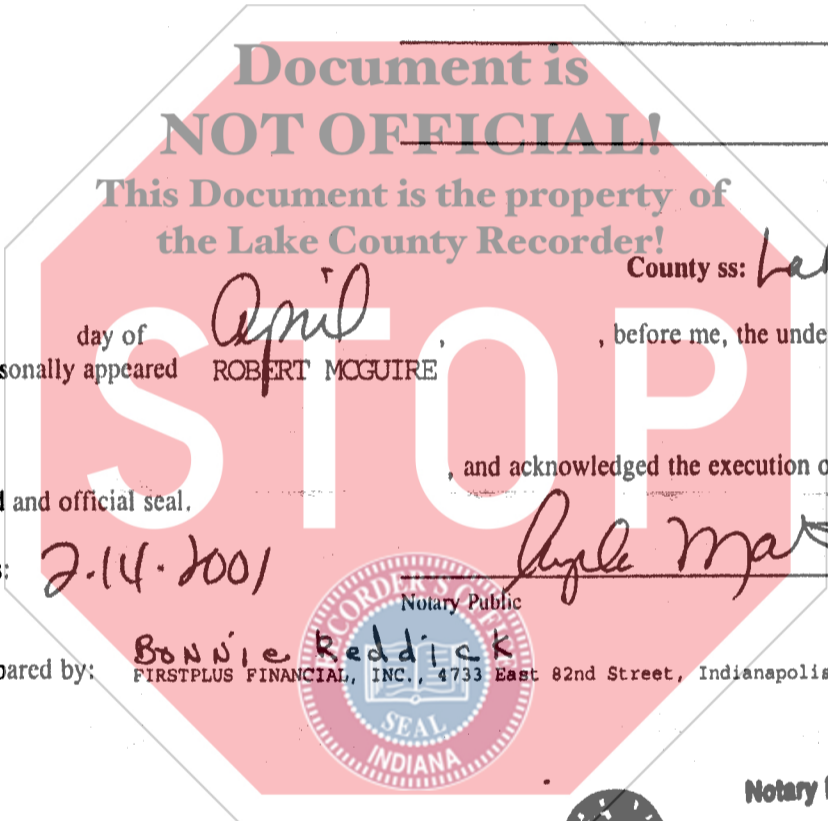 Document is
NOT OFFICIAL!
This Document is the property of
the Lake County Recorder!
County ss: Lak
day of April , , before me, the unde
sonally appeared ROBERT MCGUIRE
, and acknowledged the execution o
d and official seal.
STOP
s: 2.14.2001
Notary Public
Bonnie Reddick
pared by: FIRSTPLUS FINANCIAL, INC., 4733 East 82nd Street, Indianapolis
RECORDER'S OFFICE
SEAL
INDIANA
Notary